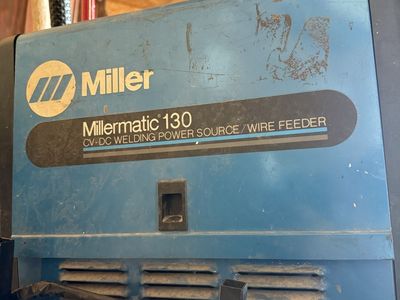 Miller
Millermatic® 130
CV-DC WELDING POWER SOURCE/WIRE FEEDER